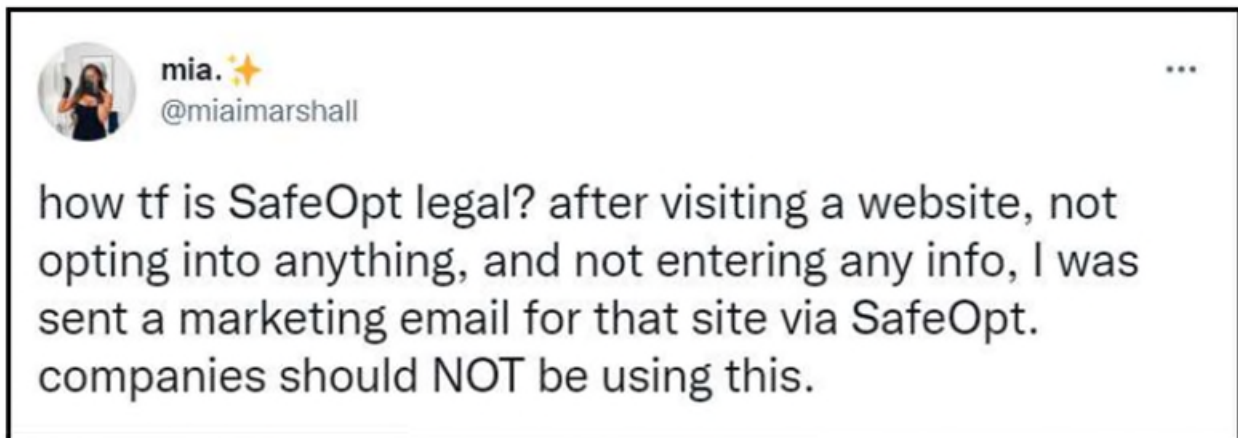 mia.✨
@miaimarshall
...
how tf is SafeOpt legal? after visiting a website, not
opting into anything, and not entering any info, I was
sent a marketing email for that site via SafeOpt.
companies should NOT be using this.